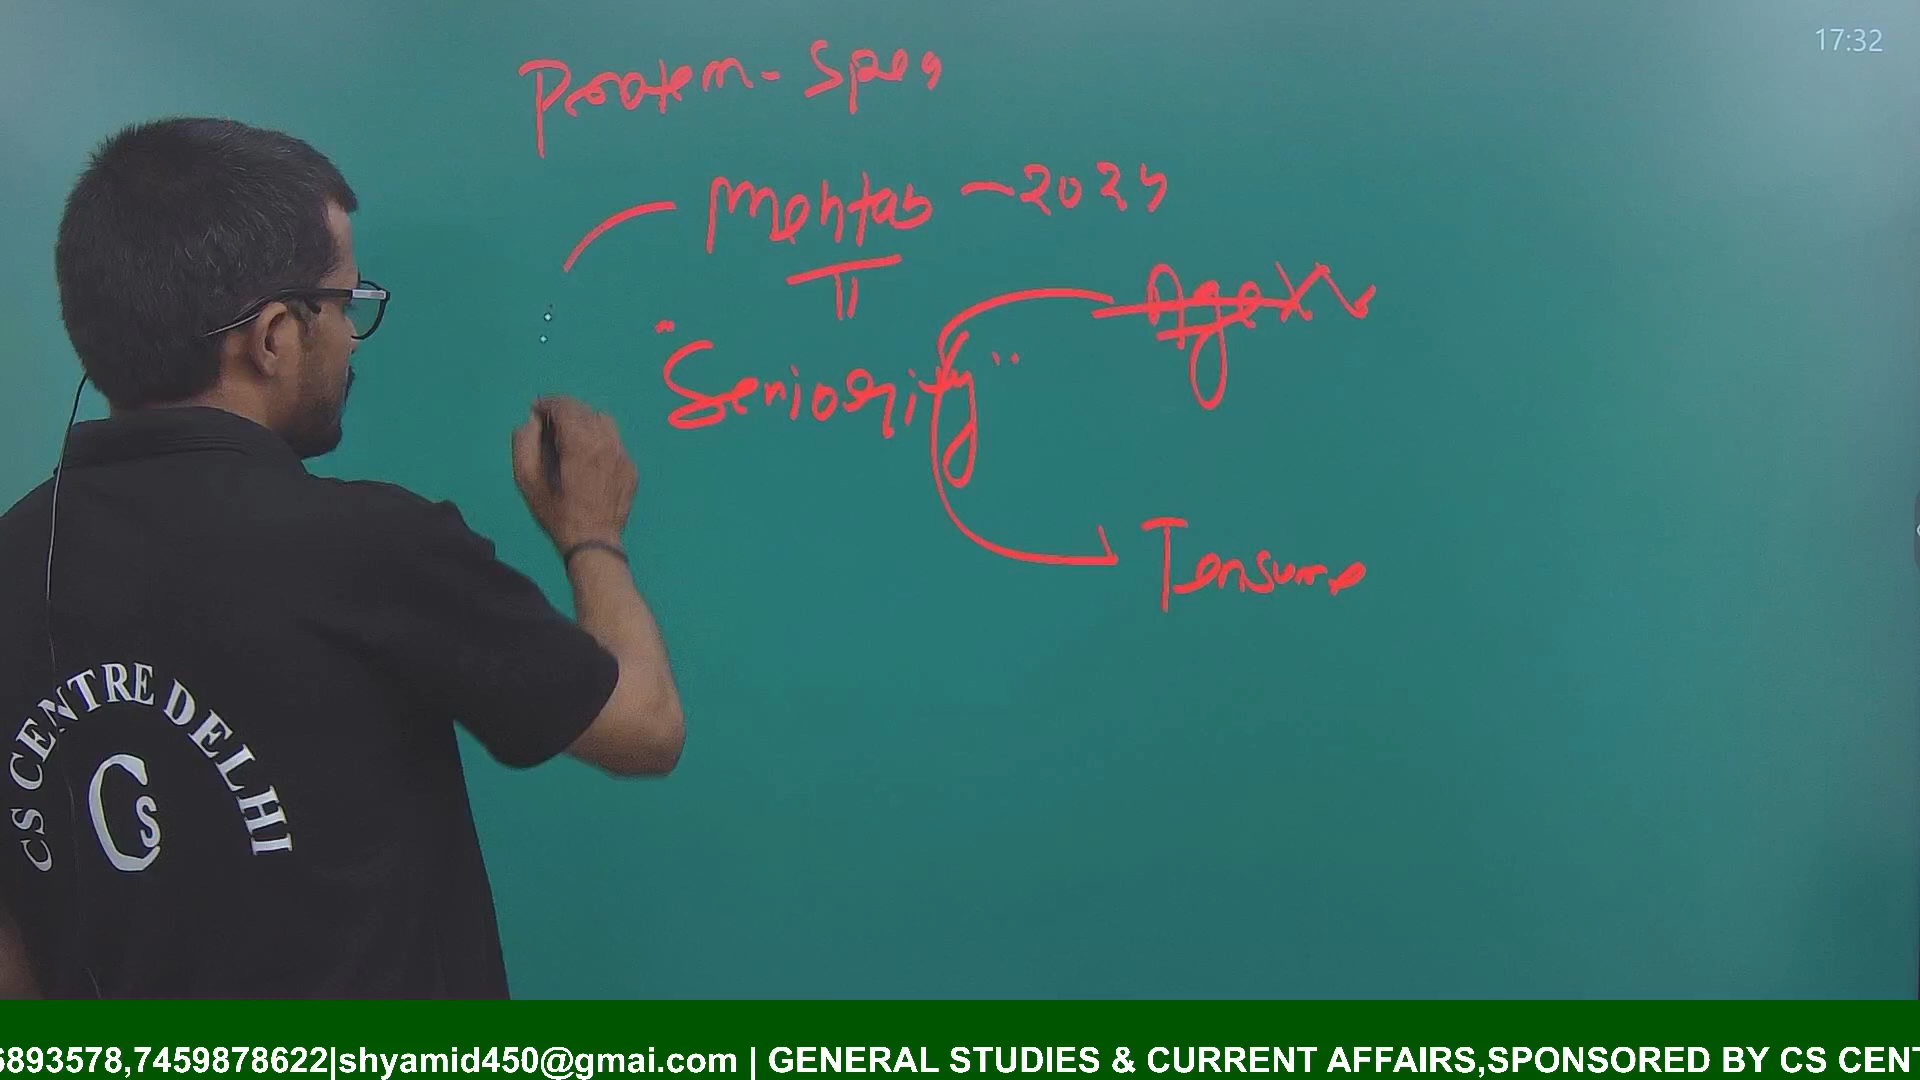 17:32
Protem - Spea
Mehtab - 2024
Age X
"Seniority"
Tensure
CS CENTRE DELHI
Cs
6893578,7459878622|shyamid450@gmai.com | GENERAL STUDIES & CURRENT AFFAIRS,SPONSORED BY CS CENT